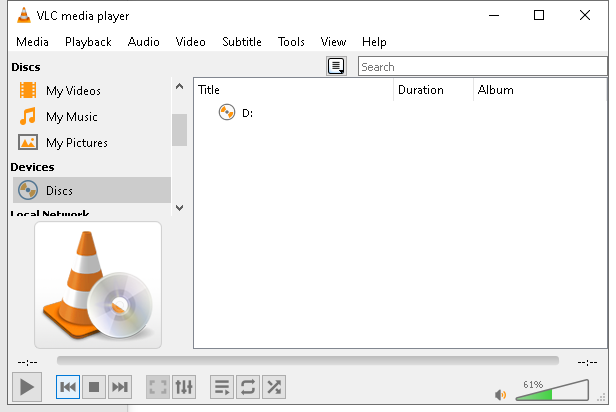 VLC media player
Media Playback Audio Video Subtitle Tools View Help
Discs
Search
My Videos
My Music
My Pictures
Devices
Discs
Local Network
Title Duration Album
D:
--:-- --:--
61%